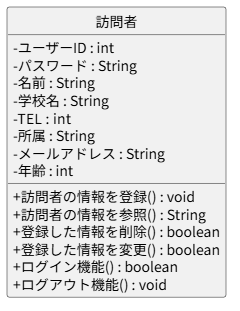 訪問者
-ユーザーID : int
-パスワード : String
-名前 : String
-学校名 : String
-TEL : int
-所属 : String
-メールアドレス : String
-年齢 : int
+訪問者の情報を登録() : void
+訪問者の情報を参照() : String
+登録した情報を削除() : boolean
+登録した情報を変更() : boolean
+ログイン機能() : boolean
+ログアウト機能() : void